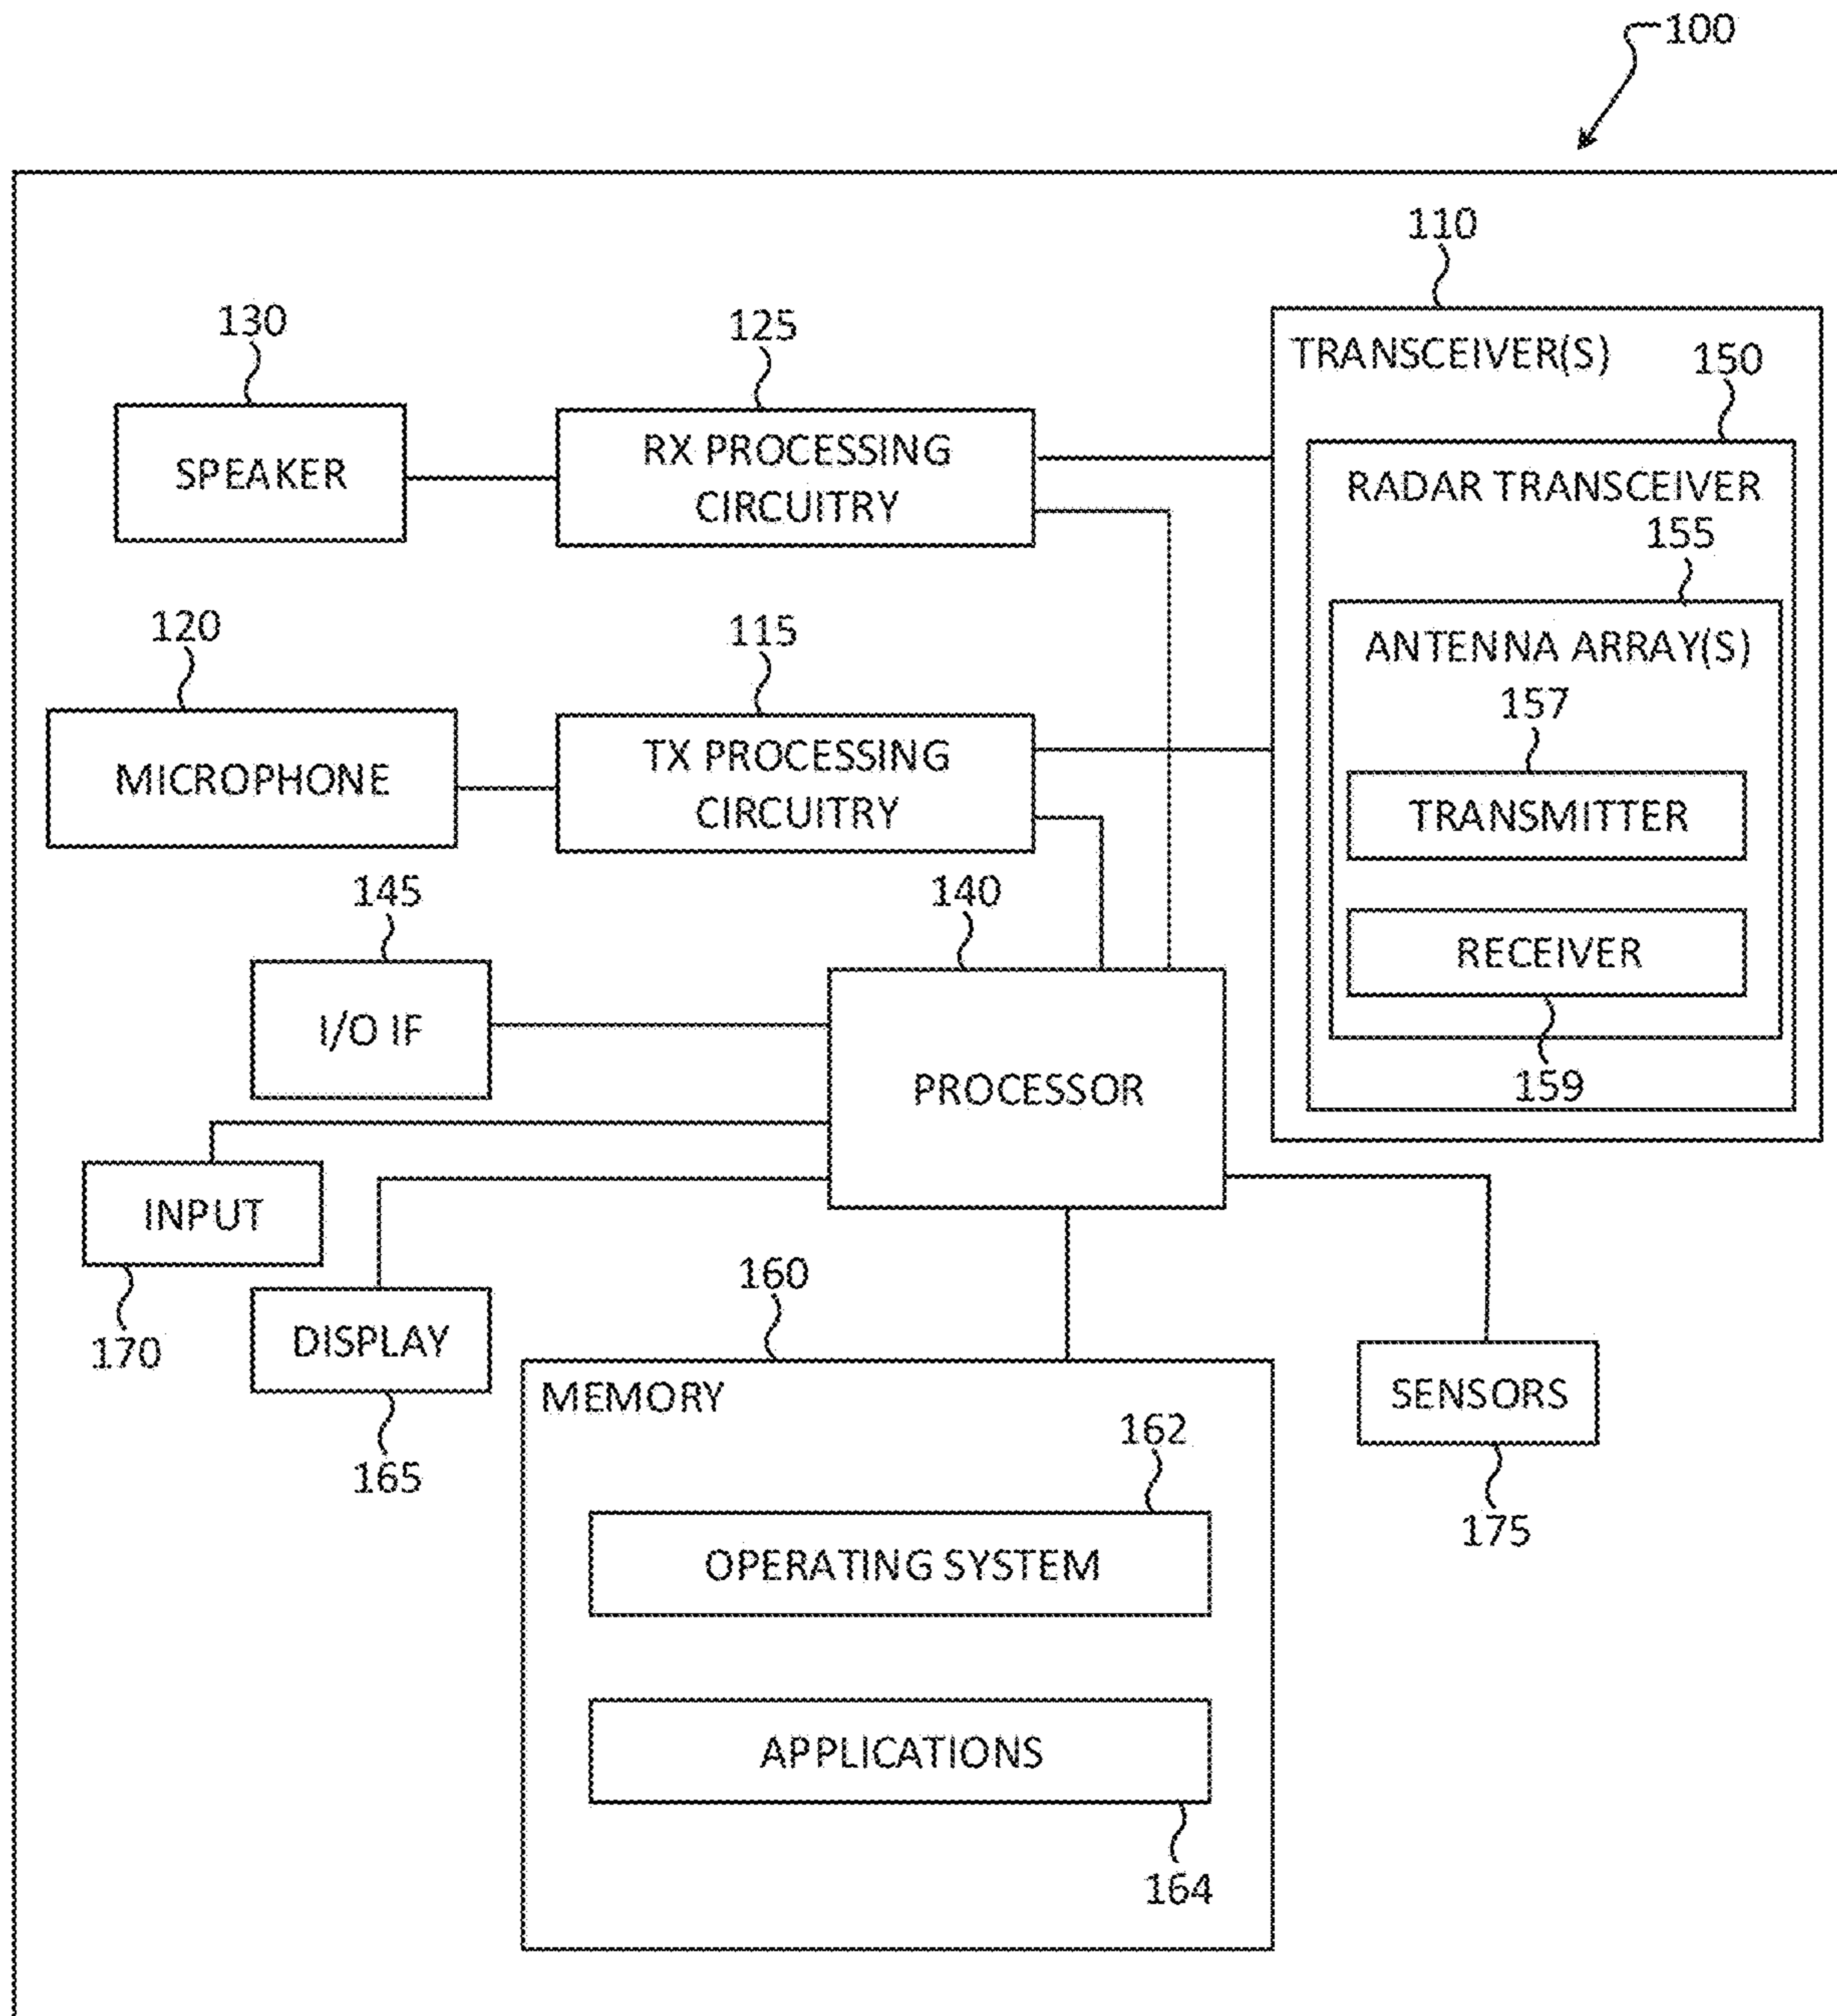 100
110
130
125
TRANSCEIVER(S)
150
SPEAKER
RX PROCESSING
CIRCUITRY
RADAR TRANSCEIVER
155
120
115
ANTENNA ARRAY(S)
157
MICROPHONE
TX PROCESSING
CIRCUITRY
TRANSMITTER
145
140
RECEIVER
I/O IF
PROCESSOR
159
INPUT
160
170
DISPLAY
165
MEMORY
SENSORS
162
175
OPERATING SYSTEM
APPLICATIONS
164